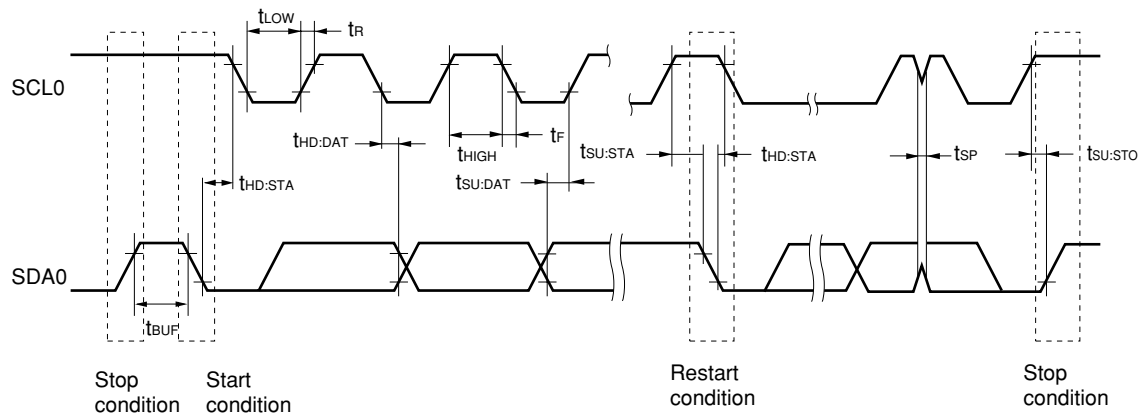 tLOW
tR
SCL0
tHD:DAT
tHIGH
tF
tSU:STA
tHD:STA
tSP
tSU:STO
tHD:STA
tSU:DAT
SDA0
tBUF
Stop
condition
Start
condition
Restart
condition
Stop
condition